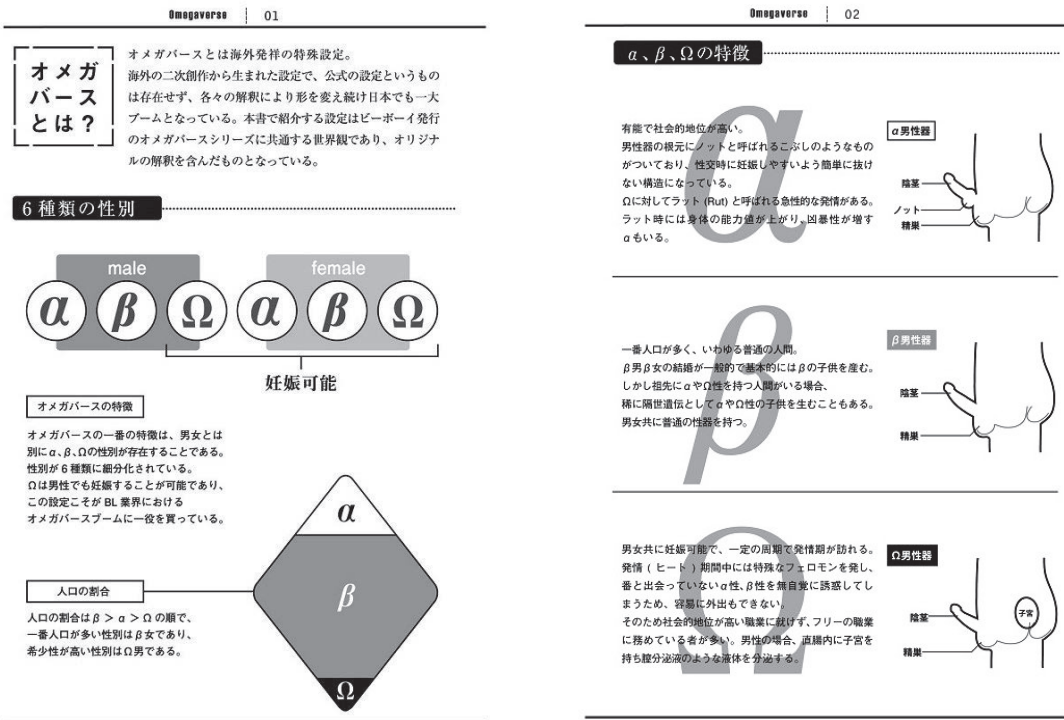 Omegaverse 01
オメガ
バース
とは？
オメガバースとは海外発祥の特殊設定。
海外の二次創作から生まれた設定で、公式の設定というもの
は存在せず、各々の解釈により形を変え続け日本でも一大
ブームとなっている。本書で紹介する設定はビーボーイ発行
のオメガバースシリーズに共通する世界観であり、オリジナ
ルの解釈を含んだものとなっている。
6種類の性別
male
female
α β Ω α β Ω
妊娠可能
オメガバースの特徴
オメガバースの一番の特徴は、男女とは
別にα、β、Ωの性別が存在することである。
性別が6種類に細分化されている。
Ωは男性でも妊娠することが可能であり、
この設定こそが BL 業界における
オメガバースブームに一役を買っている。
人口の割合
人口の割合はβ＞α＞Ωの順で、
一番人口が多い性別はβ女であり、
希少性が高い性別はΩ男である。
α
β
Ω
Omegaverse 02
α、β、Ωの特徴
α
有能で社会的地位が高い。
男性器の根元にノットと呼ばれるこぶしのようなもの
がついており、性交時に妊娠しやすいよう簡単に抜け
ない構造になっている。
Ωに対してラット (Rut) と呼ばれる急性的な発情がある。
ラット時には身体の能力値が上がり、凶暴性が増す
αもいる。
α男性器
陰茎
ノット
精巣
β
一番人口が多く、いわゆる普通の人間。
β男β女の結婚が一般的で基本的にはβの子供を産む。
しかし祖先にαやΩ性を持つ人間がいる場合、
稀に隔世遺伝としてαやΩ性の子供を生むこともある。
男女共に普通の性器を持つ。
β男性器
陰茎
精巣
Ω
男女共に妊娠可能で、一定の周期で発情期が訪れる。
発情 ( ヒート ) 期間中には特殊なフェロモンを発し、
番と出会っていないα性、β性を無自覚に誘惑してし
まうため、容易に外出もできない。
そのため社会的地位が高い職業に就けず、フリーの職業
に務めている者が多い。男性の場合、直腸内に子宮を
持ち膣分泌液のような液体を分泌する。
Ω男性器
子宮
陰茎
精巣